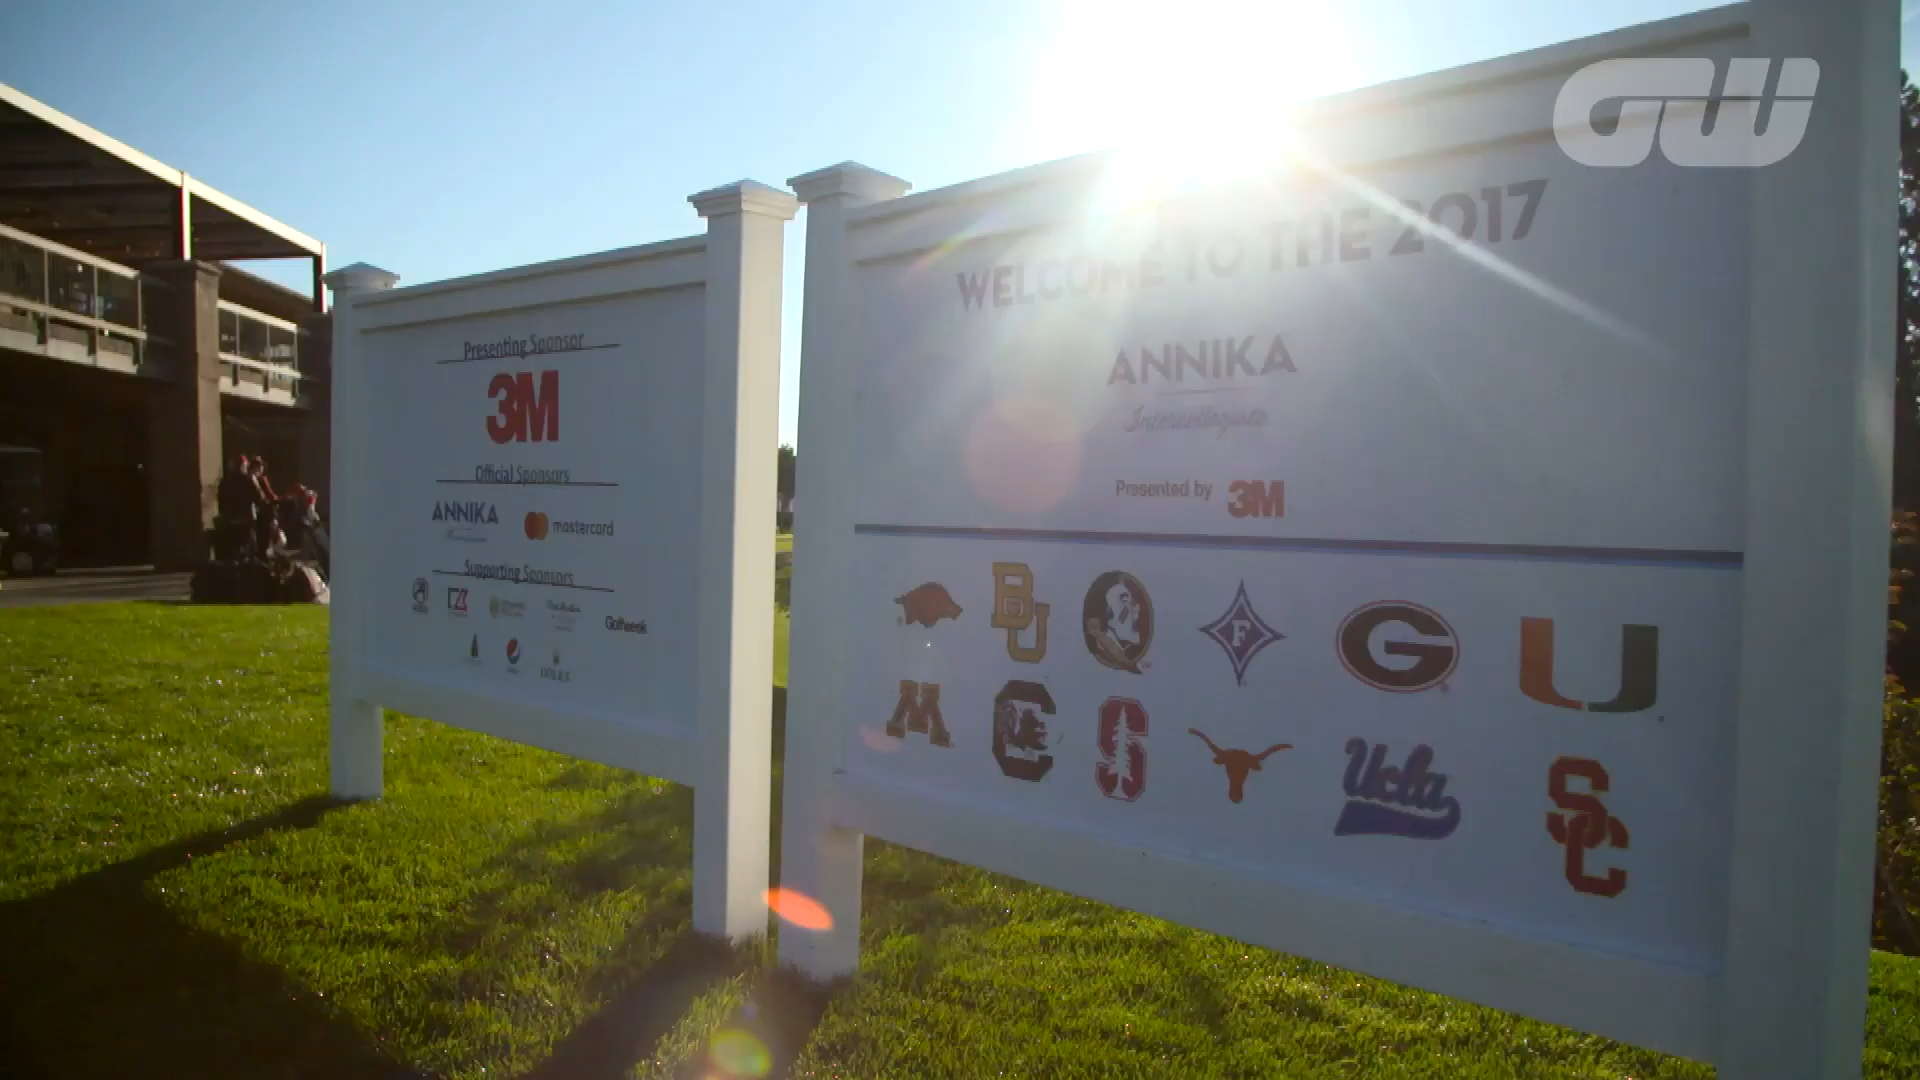 GW
Presenting Sponsor
3M
Official Sponsors
ANNIKA
mastercard
Supporting Sponsors
Golfweek
ROLEX
WELCOME TO THE 2017
ANNIKA
Intercollegiate
Presented by 3M
BU
F
G
U
M
C
S
Ucla
SC